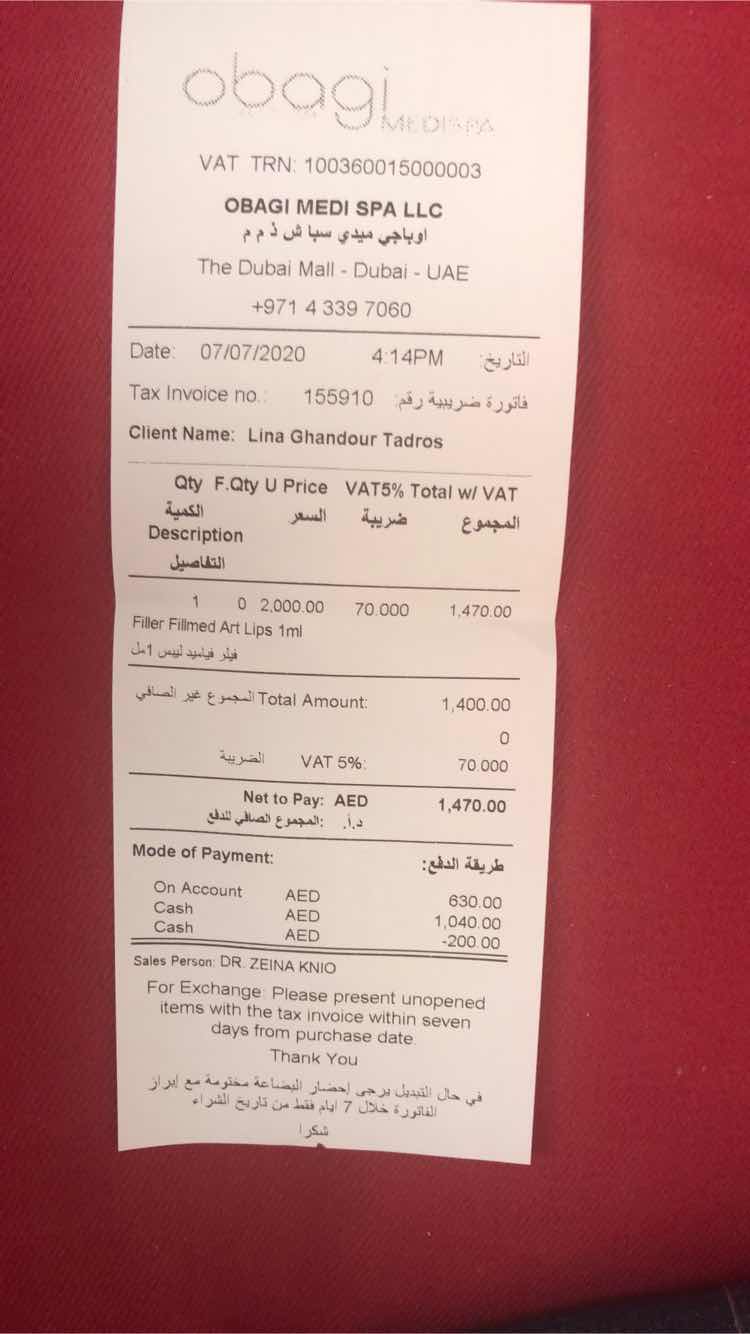 obagi
MEDISPA
VAT TRN: 100360015000003
OBAGI MEDI SPA LLC
اوباجي ميدي سبا ش ذ م م
The Dubai Mall - Dubai - UAE
+971 4 339 7060
Date: 07/07/2020 4:14PM التاريخ:
Tax Invoice no.: 155910 فاتورة ضريبية رقم:
Client Name: Lina Ghandour Tadros
Qty F.Qty U Price VAT5% Total w/ VAT
الكمية السعر ضريبة المجموع
Description
التفاصيل
1 0 2,000.00 70.000 1,470.00
Filler Fillmed Art Lips 1ml
فيلر فياميد ليبس 1مل
المجموع غير الصافي Total Amount: 1,400.00
0
الضريبة VAT 5%: 70.000
Net to Pay: AED 1,470.00
المجموع الصافي للدفع: د.أ.
Mode of Payment: طريقة الدفع:
On Account AED 630.00
Cash AED 1,040.00
Cash AED -200.00
Sales Person: DR. ZEINA KNIO
For Exchange: Please present unopened
items with the tax invoice within seven
days from purchase date.
Thank You
في حال التبديل يرجى إحضار البضاعة مختومة مع إبراز
الفاتورة خلال 7 ايام فقط من تاريخ الشراء
شكرا